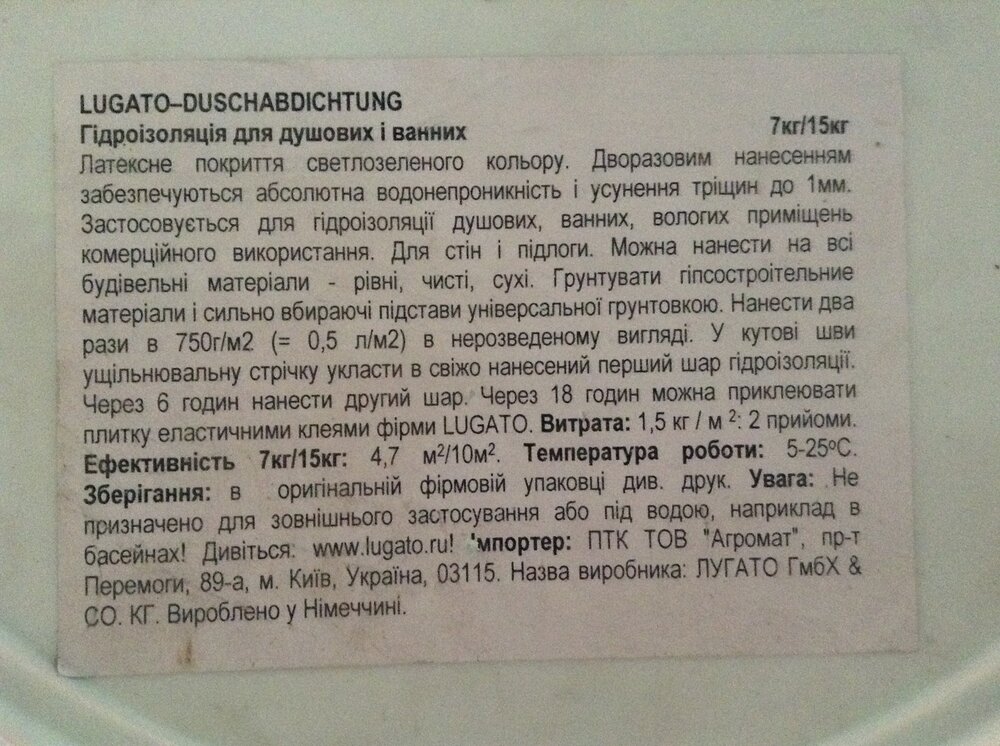 LUGATO–DUSCHABDICHTUNG
Гідроізоляція для душових і ванних 7кг/15кг
Латексне покриття светлозеленого кольору. Дворазовим нанесенням
забезпечуються абсолютна водонепроникність і усунення тріщин до 1мм.
Застосовується для гідроізоляції душових, ванних, вологих приміщень
комерційного використання. Для стін і підлоги. Можна нанести на всі
будівельні матеріали - рівні, чисті, сухі. Грунтувати гіпсостроітельние
матеріали і сильно вбираючі підстави універсальної грунтовкою. Нанести два
рази в 750г/м2 (= 0,5 л/м2) в нерозведеному вигляді. У кутові шви
ущільнювальну стрічку укласти в свіжо нанесений перший шар гідроізоляції.
Через 6 годин нанести другий шар. Через 18 годин можна приклеювати
плитку еластичними клеями фірми LUGATO. Витрата: 1,5 кг / м ²: 2 прийоми.
Ефективність 7кг/15кг: 4,7 м²/10м². Температура роботи: 5-25ºС.
Зберігання: в оригінальній фірмовій упаковці див. друк. Увага: Не
призначено для зовнішнього застосування або під водою, наприклад в
басейнах! Дивіться: www.lugato.ru! 'мпортер: ПТК ТОВ "Агромат", пр-т
Перемоги, 89-а, м. Київ, Україна, 03115. Назва виробника: ЛУГАТО ГмбХ &
СО. КГ. Вироблено у Німеччині.